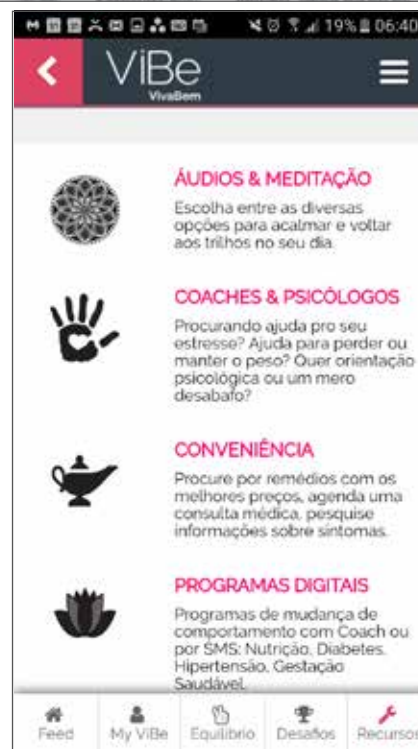 19% 06:40
ViBe
VivaBem
ÁUDIOS & MEDITAÇÃO
Escolha entre as diversas
opções para acalmar e voltar
aos trilhos no seu dia.
COACHES & PSICÓLOGOS
Procurando ajuda pro seu
estresse? Ajuda para perder ou
manter o peso? Quer orientação
psicológica ou um mero
desabafo?
CONVENIÊNCIA
Procure por remédios com os
melhores preços, agenda uma
consulta médica, pesquise
informações sobre sintomas.
PROGRAMAS DIGITAIS
Programas de mudança de
comportamento com Coach ou
por SMS: Nutrição, Diabetes,
Hipertensão, Gestação
Saudável.
Feed My ViBe Equilíbrio Desafios Recursos